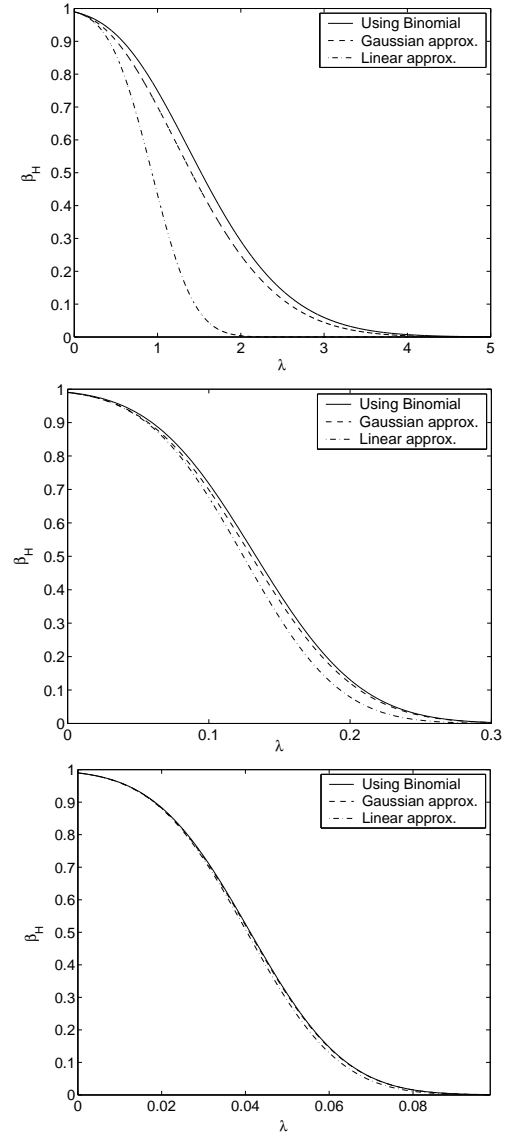 1
0.9
0.8
0.7
0.6
0.5
0.4
0.3
0.2
0.1
0
β_H
Using Binomial
Gaussian approx.
Linear approx.
0 1 2 3 4 5
λ
1
0.9
0.8
0.7
0.6
0.5
0.4
0.3
0.2
0.1
0
β_H
Using Binomial
Gaussian approx.
Linear approx.
0 0.1 0.2 0.3
λ
1
0.9
0.8
0.7
0.6
0.5
0.4
0.3
0.2
0.1
0
β_H
Using Binomial
Gaussian approx.
Linear approx.
0 0.02 0.04 0.06 0.08
λ